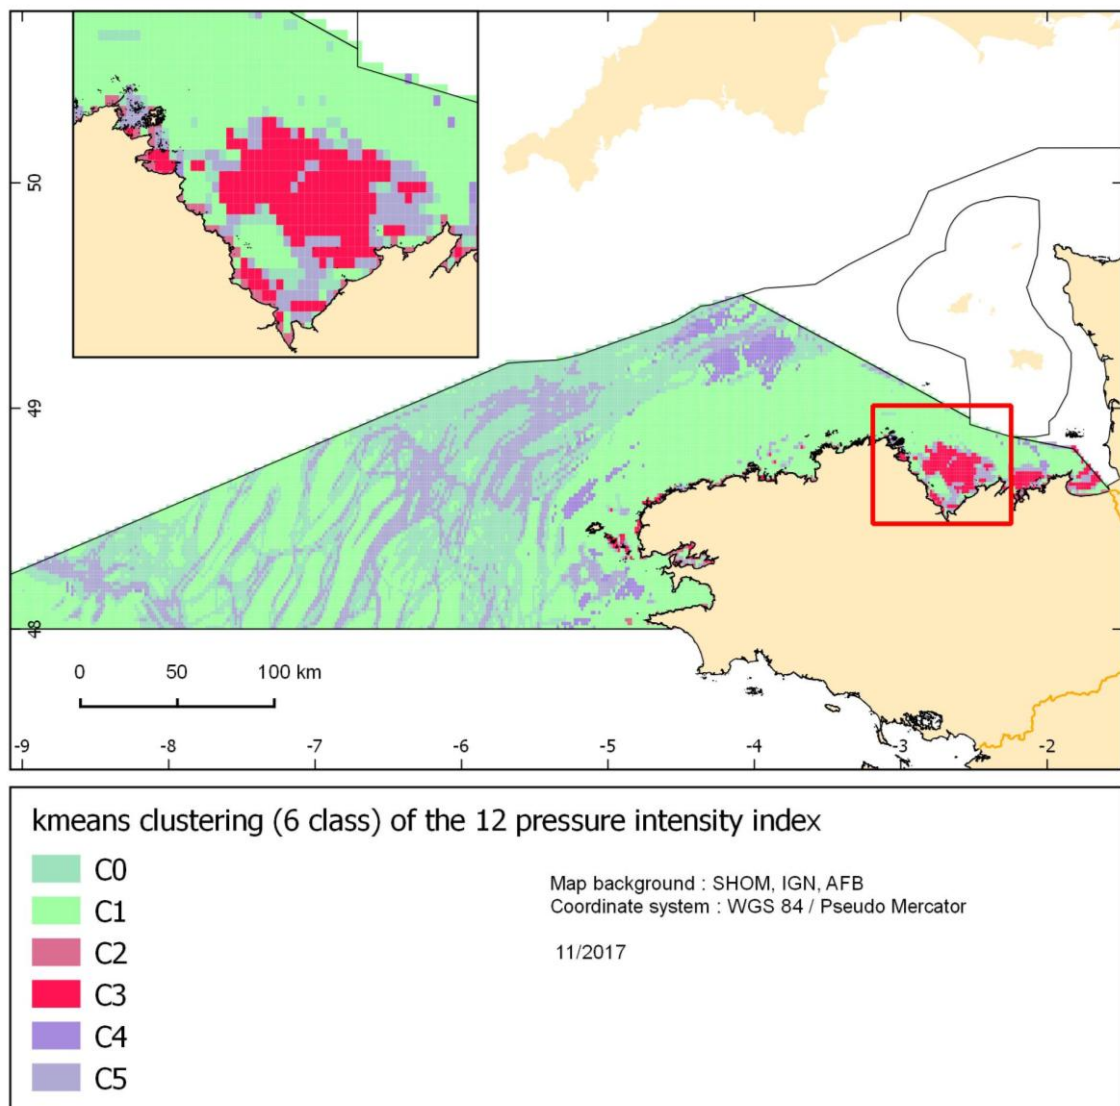 50
49
48
0 50 100 km
-9 -8 -7 -6 -5 -4 -3 -2
kmeans clustering (6 class) of the 12 pressure intensity index
C0
C1
C2
C3
C4
C5
Map background : SHOM, IGN, AFB
Coordinate system : WGS 84 / Pseudo Mercator
11/2017